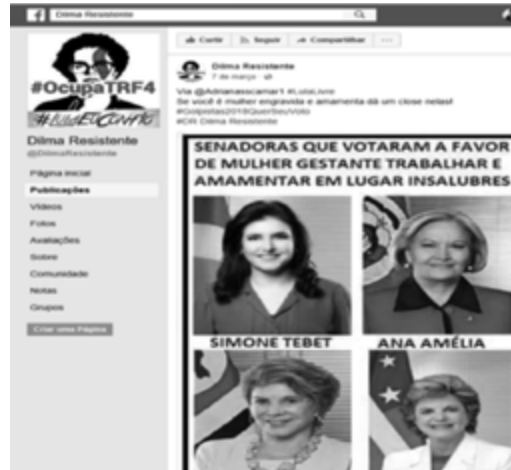 Dilma Resistente
Curtir Seguir Compartilhar ...
#OcupaTRF4
#LULAEUCONFIO
Dilma Resistente
@DilmaResistente
Página inicial
Publicações
Vídeos
Fotos
Avaliações
Sobre
Comunidade
Notas
Grupos
Criar uma Página
Dilma Resistente
7 de março
Via @Adrianasscamar1 #LulaLivre
Se você é mulher engravida e amamenta dá um close nelas!
#Golpistas2018QuerSeuVoto
#DR Dilma Resistente
SENADORAS QUE VOTARAM A FAVOR
DE MULHER GESTANTE TRABALHAR E
AMAMENTAR EM LUGAR INSALUBRES
SIMONE TEBET
ANA AMÉLIA